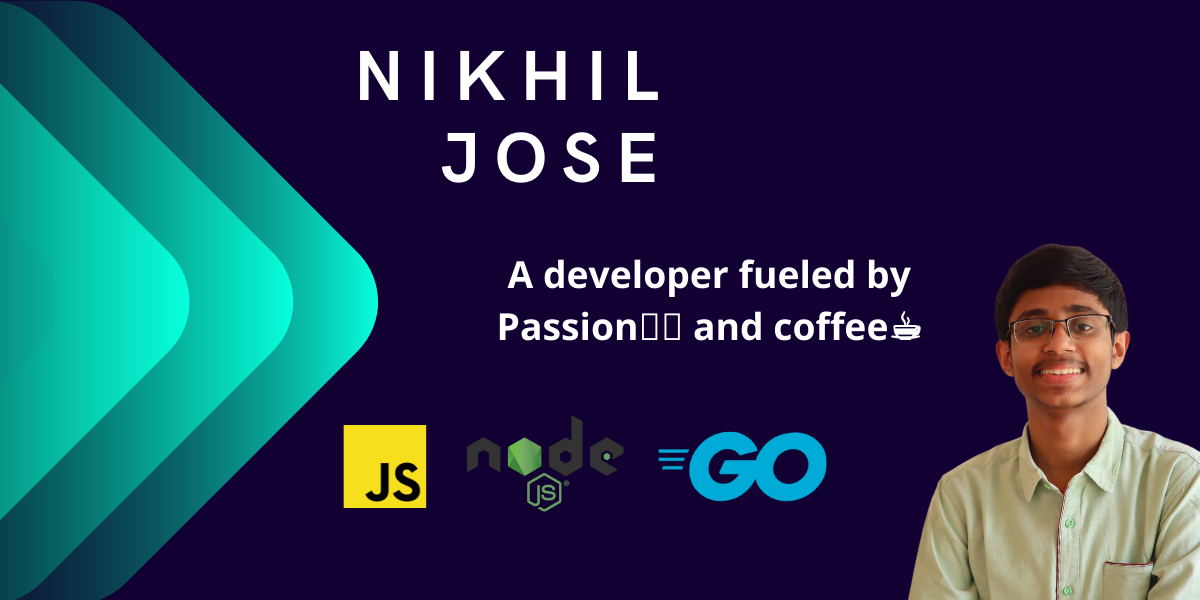 NIKHIL
JOSE
A developer fueled by
Passion▯▯ and coffee☕
JS
node
JS®
GO